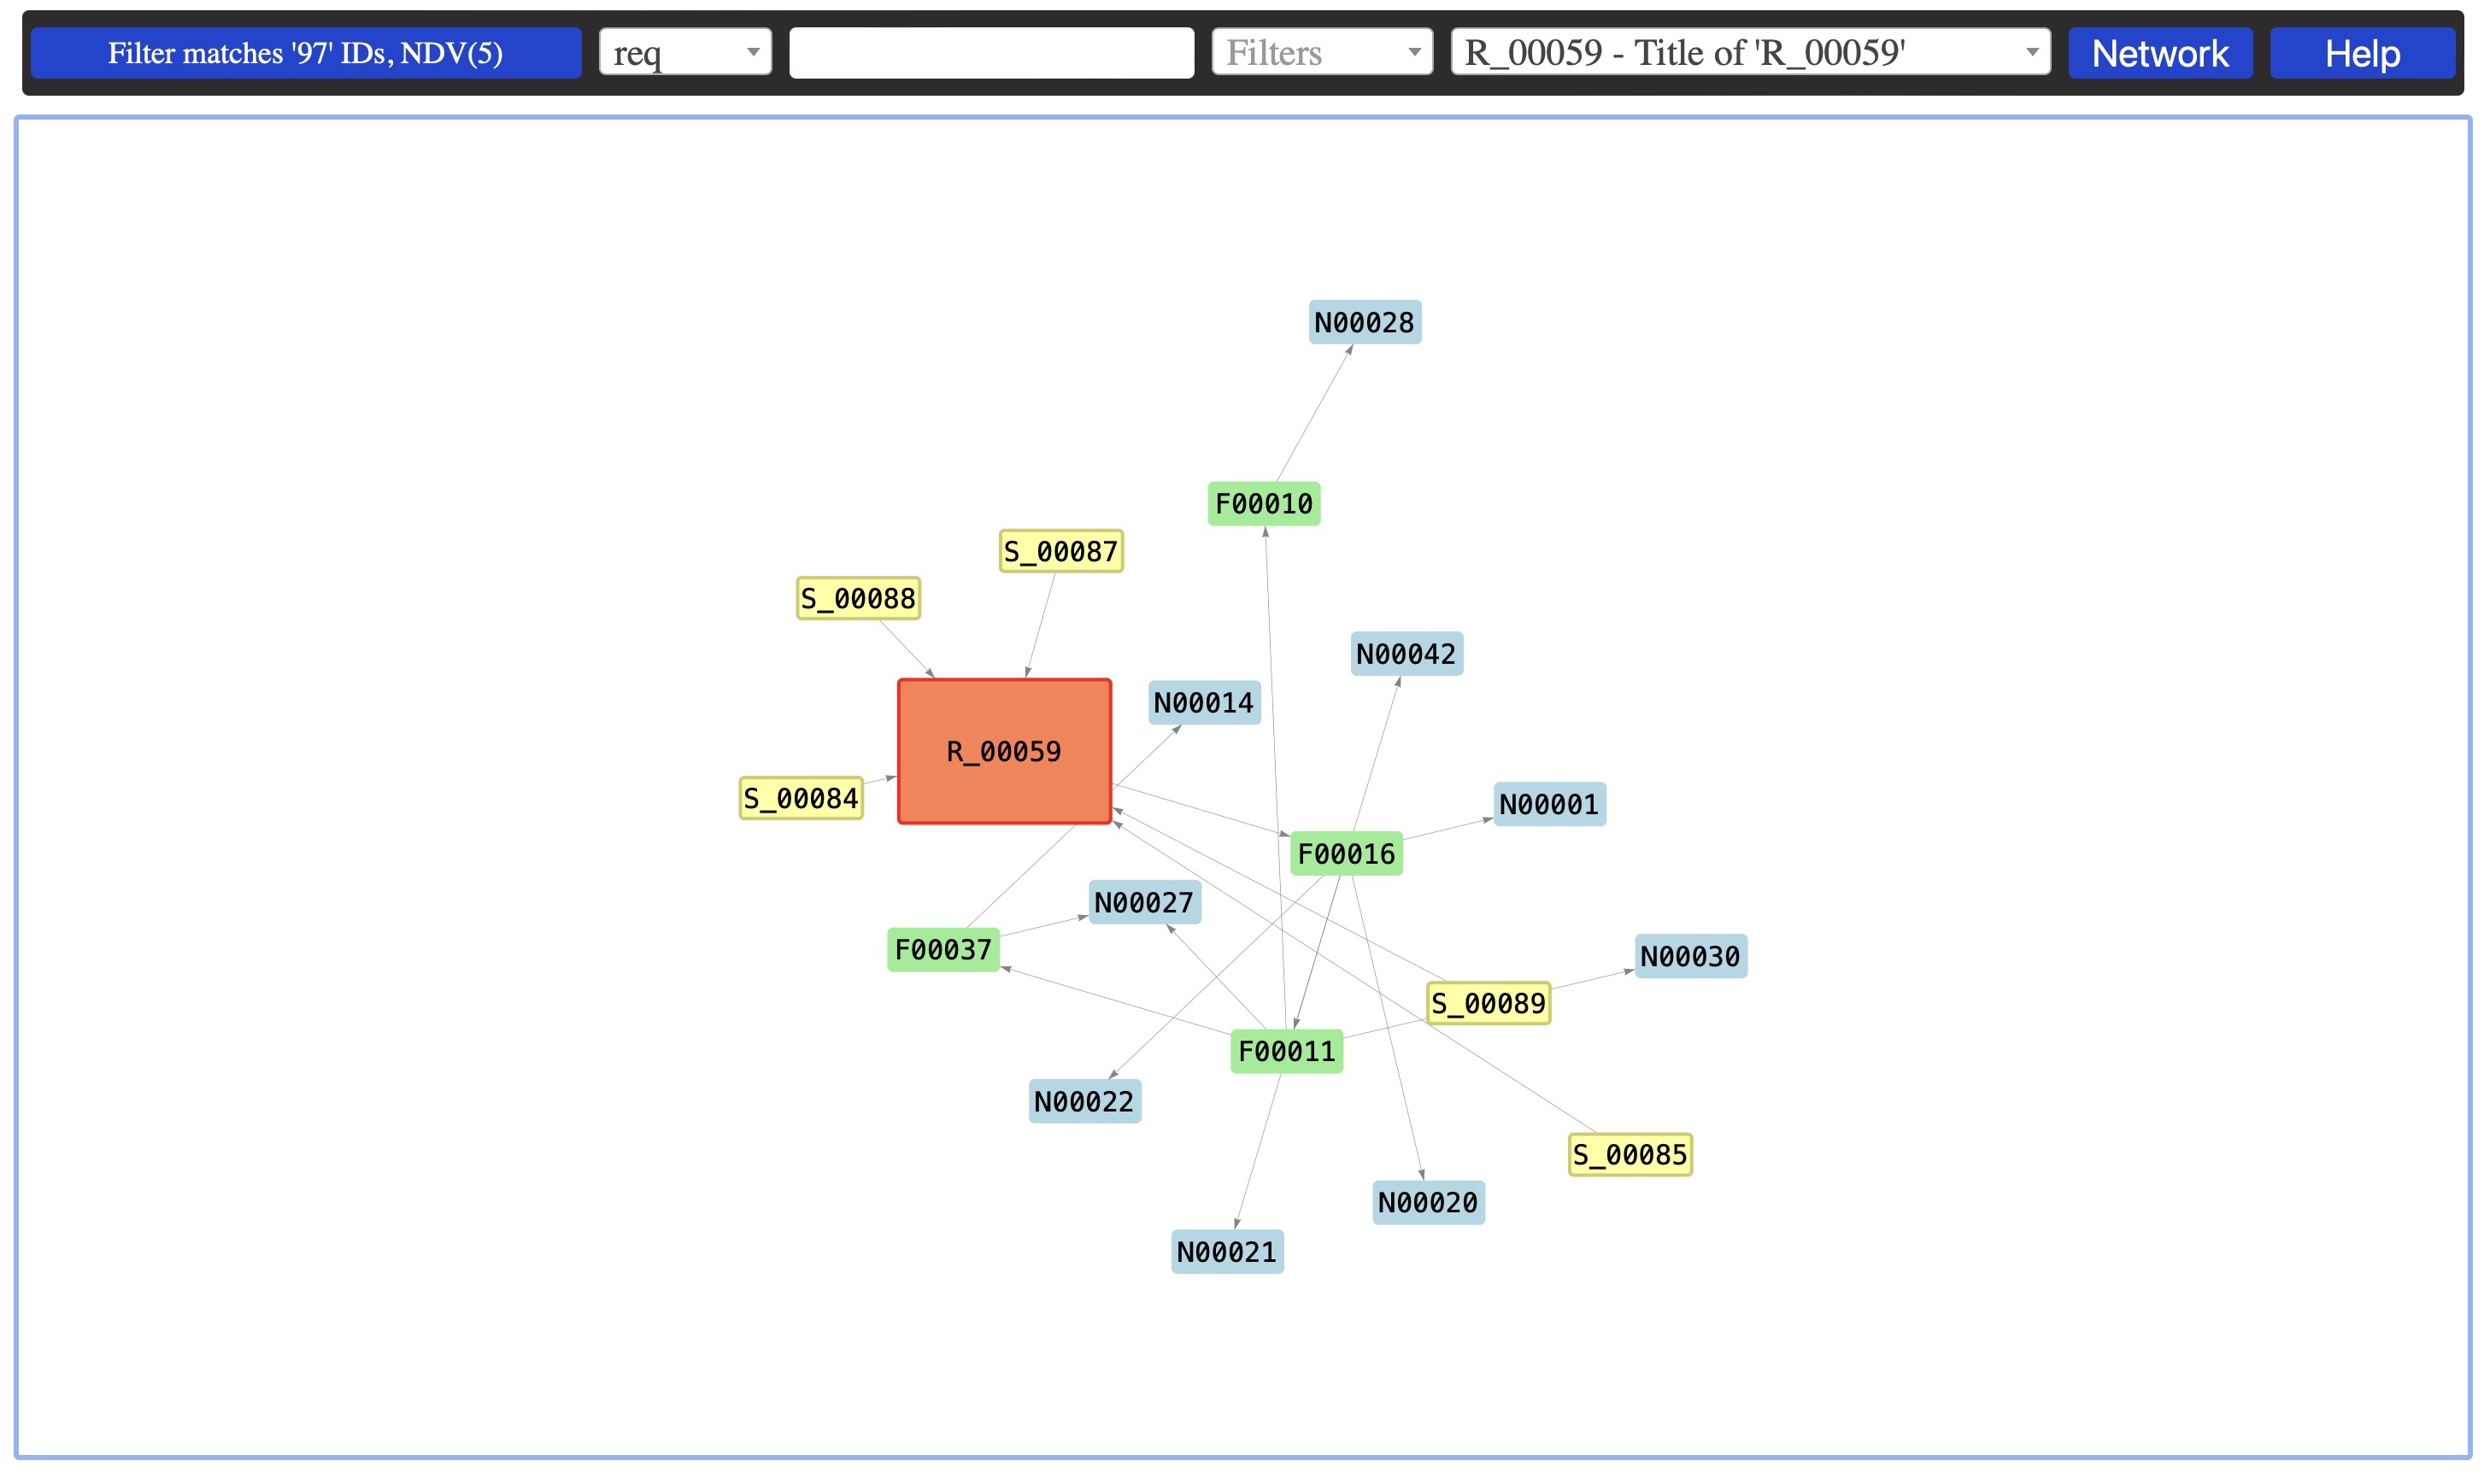 Filter matches '97' IDs, NDV(5)
req
Filters
R_00059 - Title of 'R_00059'
Network
Help
N00028
F00010
S_00087
S_00088
N00042
N00014
R_00059
S_00084
N00001
F00016
N00027
F00037
N00030
S_00089
F00011
N00022
S_00085
N00020
N00021